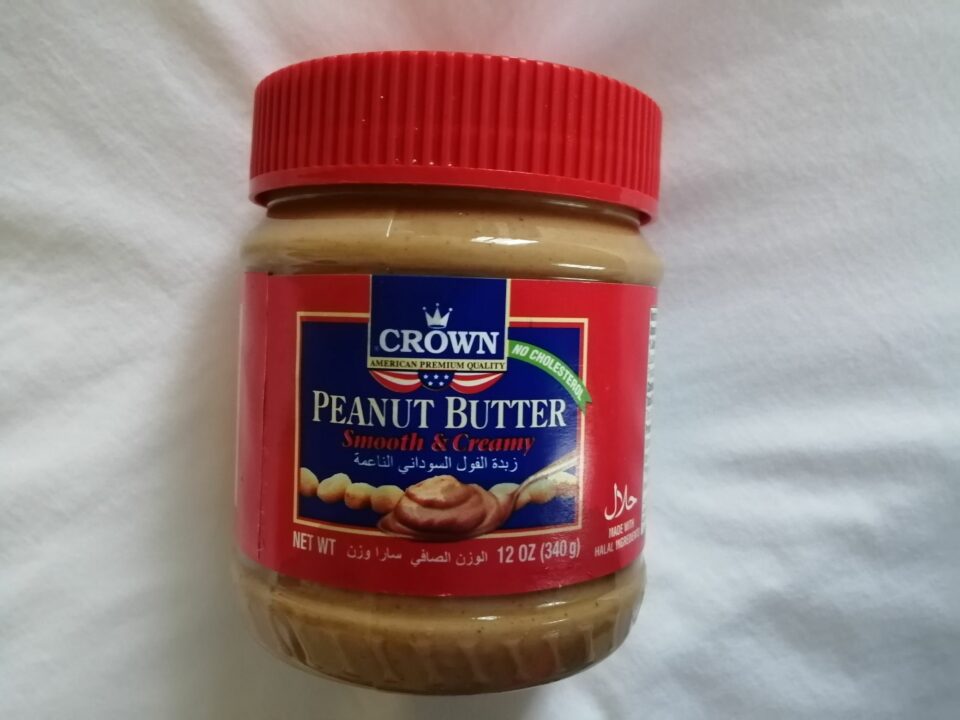 CROWN
AMERICAN PREMIUM QUALITY
NO CHOLESTEROL
PEANUT BUTTER
Smooth & Creamy
زبدة الفول السوداني الناعمة
حلال
MADE WITH
HALAL INGREDIENTS
NET WT سارا وزن الوزن الصافي 12 OZ (340 g)